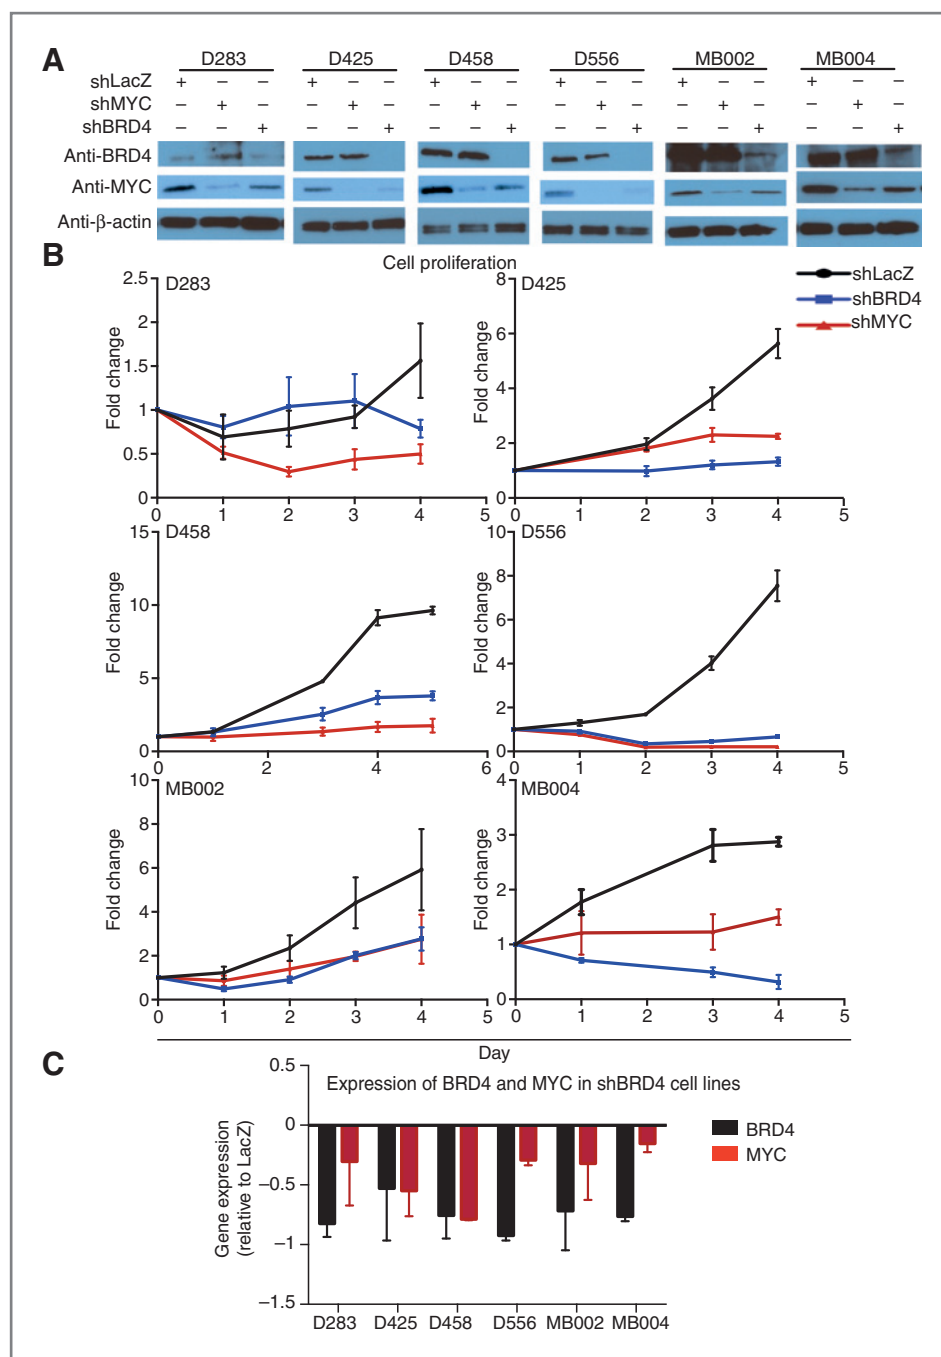 A
D283 D425 D458 D556 MB002 MB004
shLacZ + – – + – – + – – + – – + – – + – –
shMYC – + – – + – – + – – + – – + – – + –
shBRD4 – – + – – + – – + – – + – – + – – +
Anti-BRD4
Anti-MYC
Anti-β-actin
B
Cell proliferation
shLacZ
shBRD4
shMYC
D283
Fold change
2.5
2
1.5
1
0.5
0
0 1 2 3 4 5
D425
Fold change
8
6
4
2
0
0 1 2 3 4 5
D458
Fold change
15
10
5
0
0 2 4 6
D556
Fold change
10
8
6
4
2
0
0 1 2 3 4 5
MB002
Fold change
10
8
6
4
2
0
0 1 2 3 4 5
MB004
Fold change
3
2
1
0
0 1 2 3 4 5
4
Day
C
Expression of BRD4 and MYC in shBRD4 cell lines
Gene expression
(relative to LacZ)
0.5
0
–0.5
–1
–1.5
D283 D425 D458 D556 MB002 MB004
BRD4
MYC